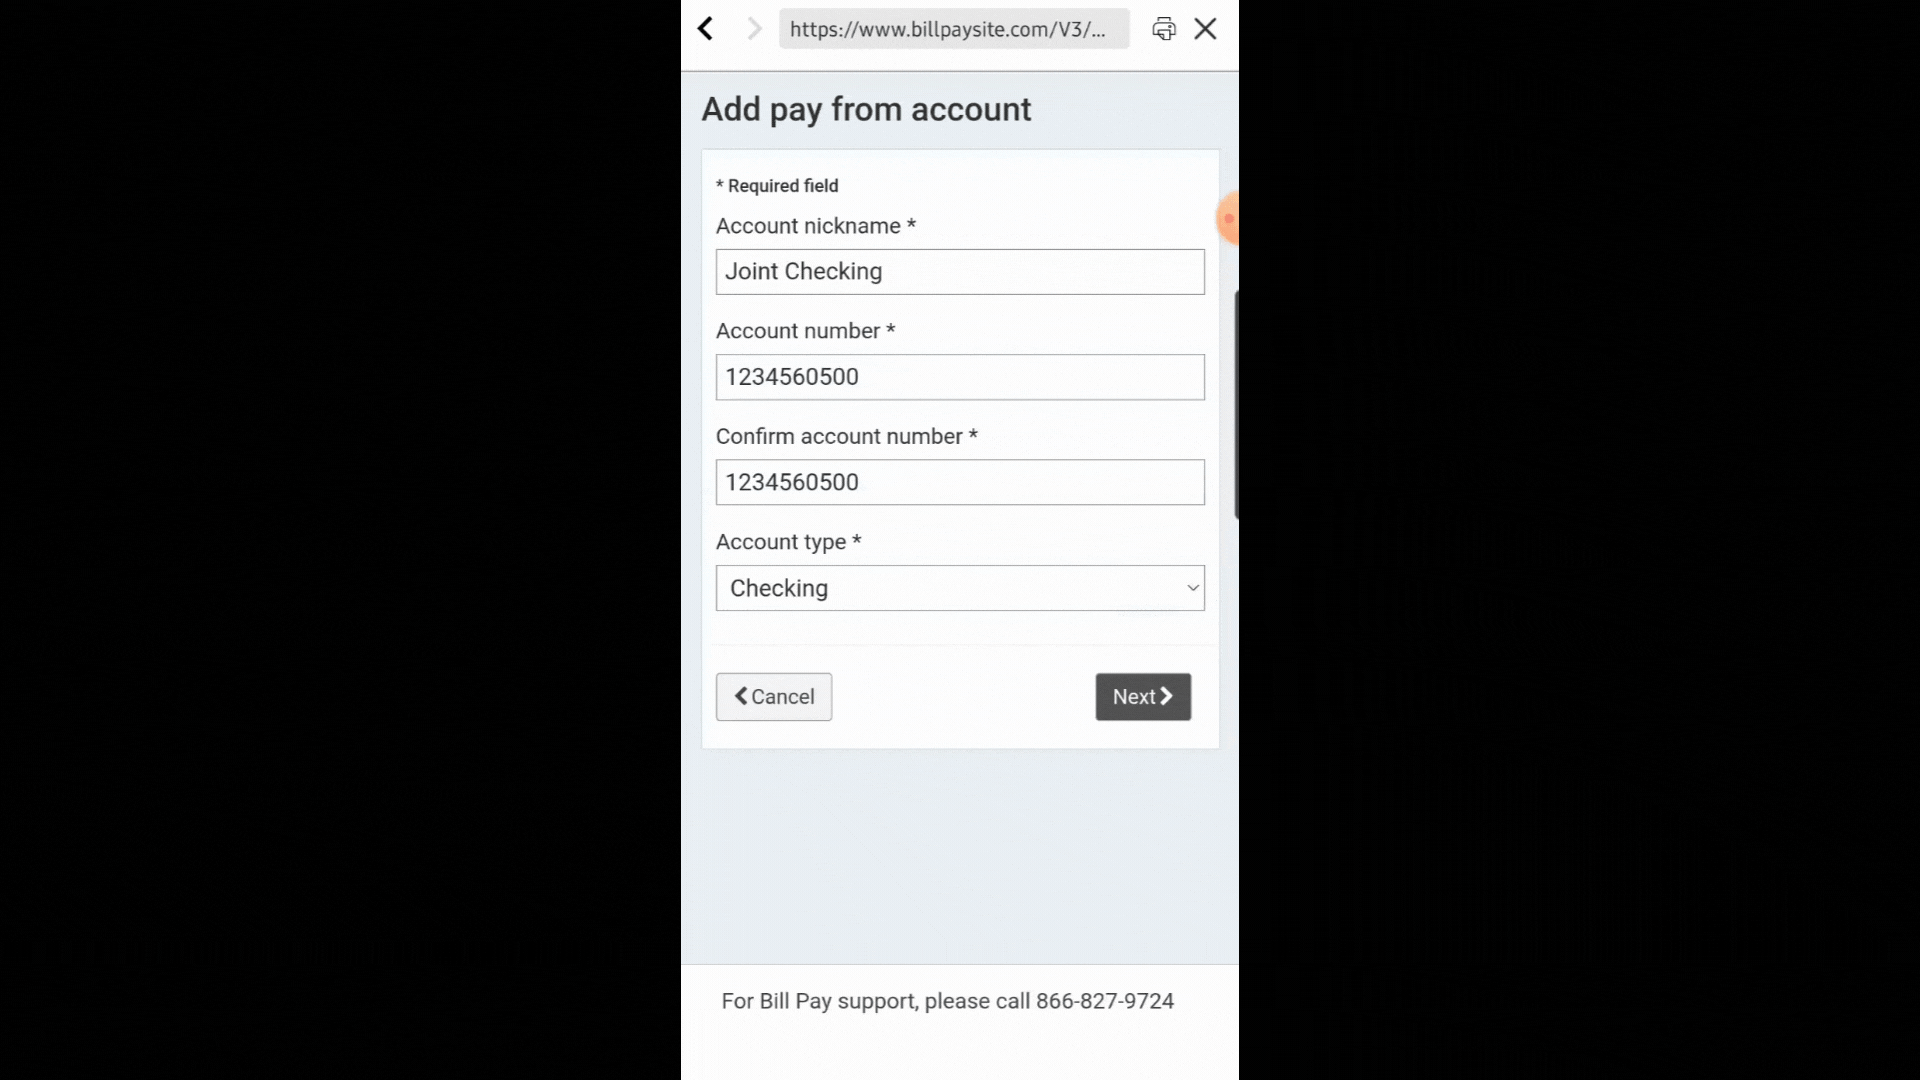 https://www.billpaysite.com/V3/...
Add pay from account
* Required field
Account nickname *
Joint Checking
Account number *
1234560500
Confirm account number *
1234560500
Account type *
Checking
Cancel
Next
For Bill Pay support, please call 866-827-9724